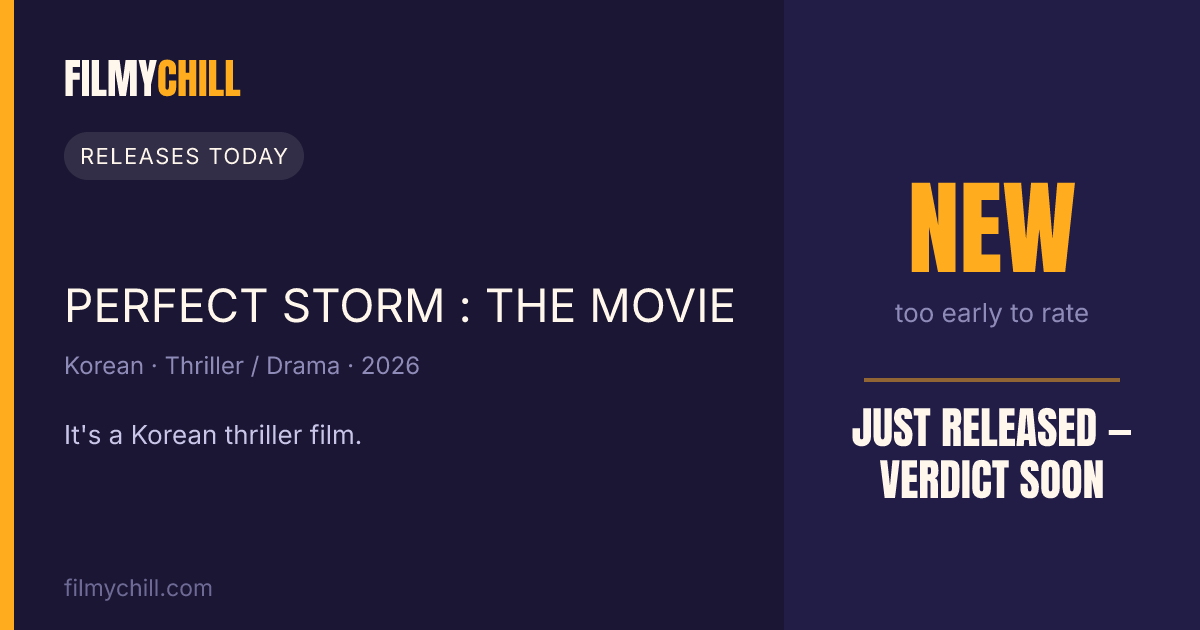 FILMYCHILL
RELEASES TODAY
PERFECT STORM : THE MOVIE
Korean · Thriller / Drama · 2026
It's a Korean thriller film.
filmychill.com
NEW
too early to rate
JUST RELEASED –
VERDICT SOON